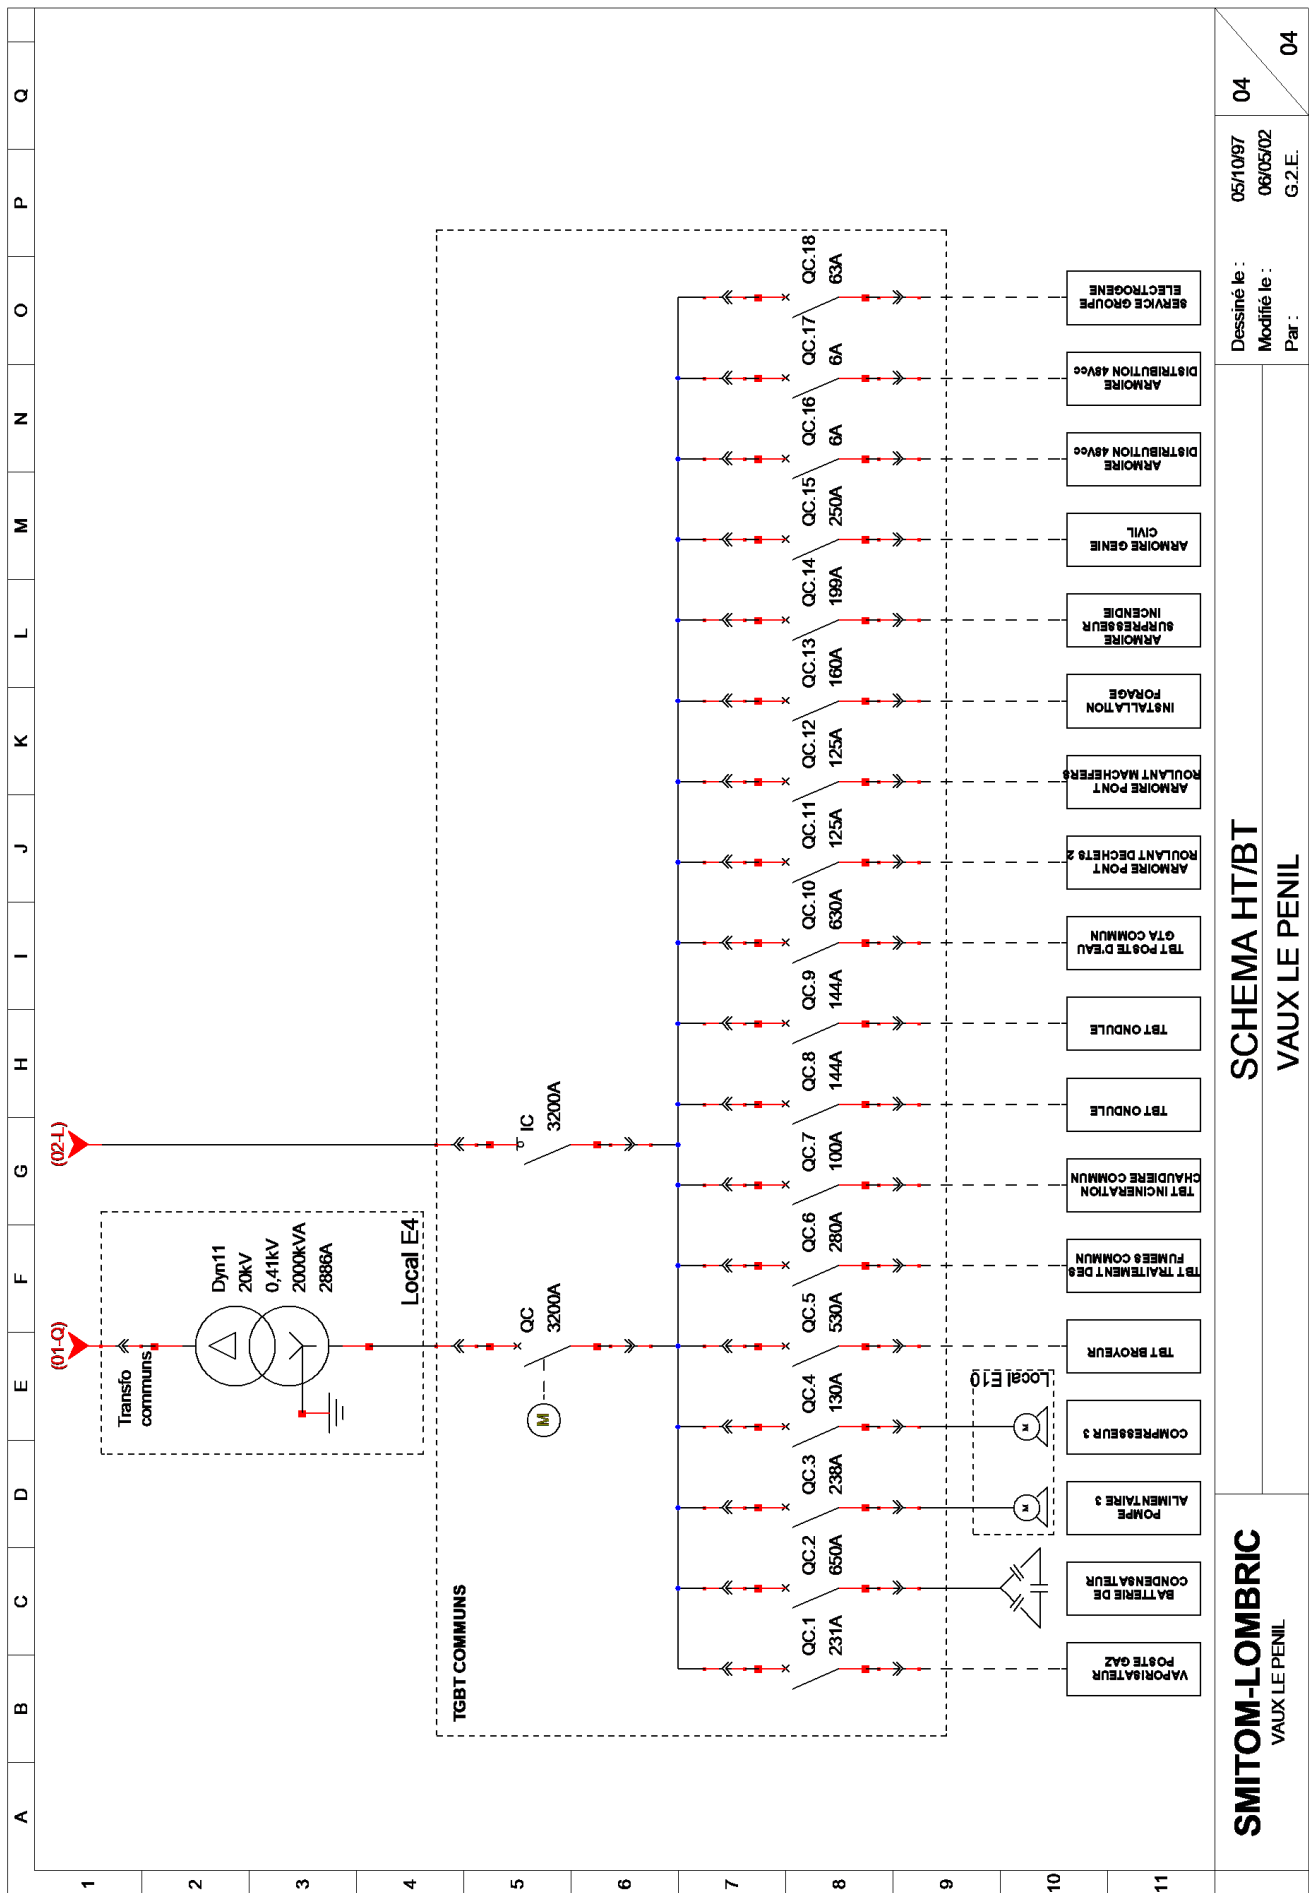 A
B
C
D
E
F
G
H
I
J
K
L
M
N
O
P
Q
1
2
3
4
5
6
7
8
9
10
11
(01-Q)
(02-L)
Transfo
communs
Dyn11
20kV
0,41kV
2000kVA
2886A
Local E4
TGBT COMMUNS
M
QC
3200A
IC
3200A
QC.1
231A
QC.2
650A
QC.3
238A
QC.4
130A
QC.5
530A
QC.6
280A
QC.7
100A
QC.8
144A
QC.9
144A
QC.10
630A
QC.11
125A
QC.12
125A
QC.13
160A
QC.14
199A
QC.15
250A
QC.16
6A
QC.17
6A
QC.18
63A
M
M
Local E10
VAPORISATEUR
POSTE GAZ
BATTERIE DE
CONDENSATEUR
POMPE
ALIMENTAIRE 3
COMPRESSEUR 3
TBT BROYEUR
TBT TRAITEMENT DES
FUMEES COMMUN
TBT INCINERATION
CHAUDIERE COMMUN
TBT ONDULE
TBT ONDULE
TBT POSTE D'EAU
GTA COMMUN
ARMOIRE PONT
ROULANT DECHETS 2
ARMOIRE PONT
ROULANT MACHEFERS
INSTALLATION
FORAGE
ARMOIRE
SURPRESSEUR
INCENDIE
ARMOIRE GENIE
CIVIL
ARMOIRE
DISTRIBUTION 48Vcc
ARMOIRE
DISTRIBUTION 48Vcc
SERVICE GROUPE
ELECTROGENE
SMITOM-LOMBRIC
VAUX LE PENIL
SCHEMA HT/BT
VAUX LE PENIL
Dessiné le : 05/10/97
Modifié le : 06/05/02
Par : G.2.E.
04
04